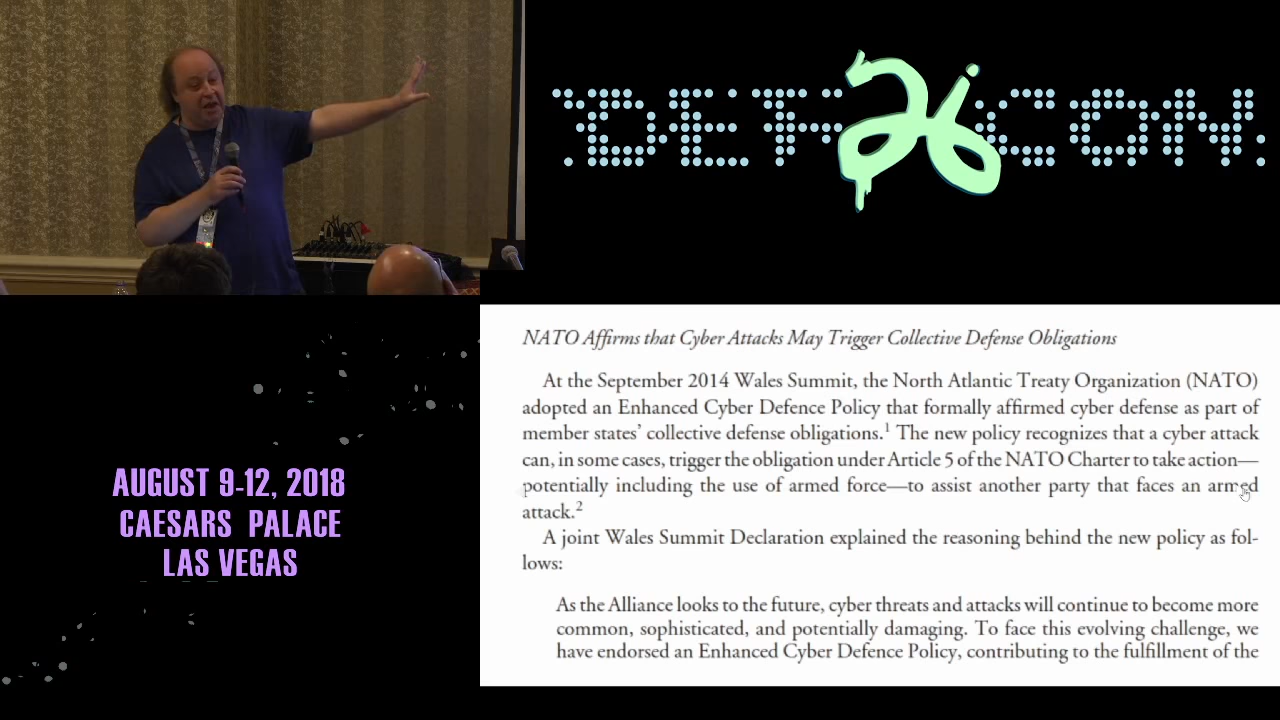 DEF 26 CON
AUGUST 9-12, 2018
CAESARS PALACE
LAS VEGAS
NATO Affirms that Cyber Attacks May Trigger Collective Defense Obligations
At the September 2014 Wales Summit, the North Atlantic Treaty Organization (NATO)
adopted an Enhanced Cyber Defence Policy that formally affirmed cyber defense as part of
member states’ collective defense obligations.1 The new policy recognizes that a cyber attack
can, in some cases, trigger the obligation under Article 5 of the NATO Charter to take action—
potentially including the use of armed force—to assist another party that faces an armed
attack.2
A joint Wales Summit Declaration explained the reasoning behind the new policy as fol-
lows:
As the Alliance looks to the future, cyber threats and attacks will continue to become more
common, sophisticated, and potentially damaging. To face this evolving challenge, we
have endorsed an Enhanced Cyber Defence Policy, contributing to the fulfillment of the